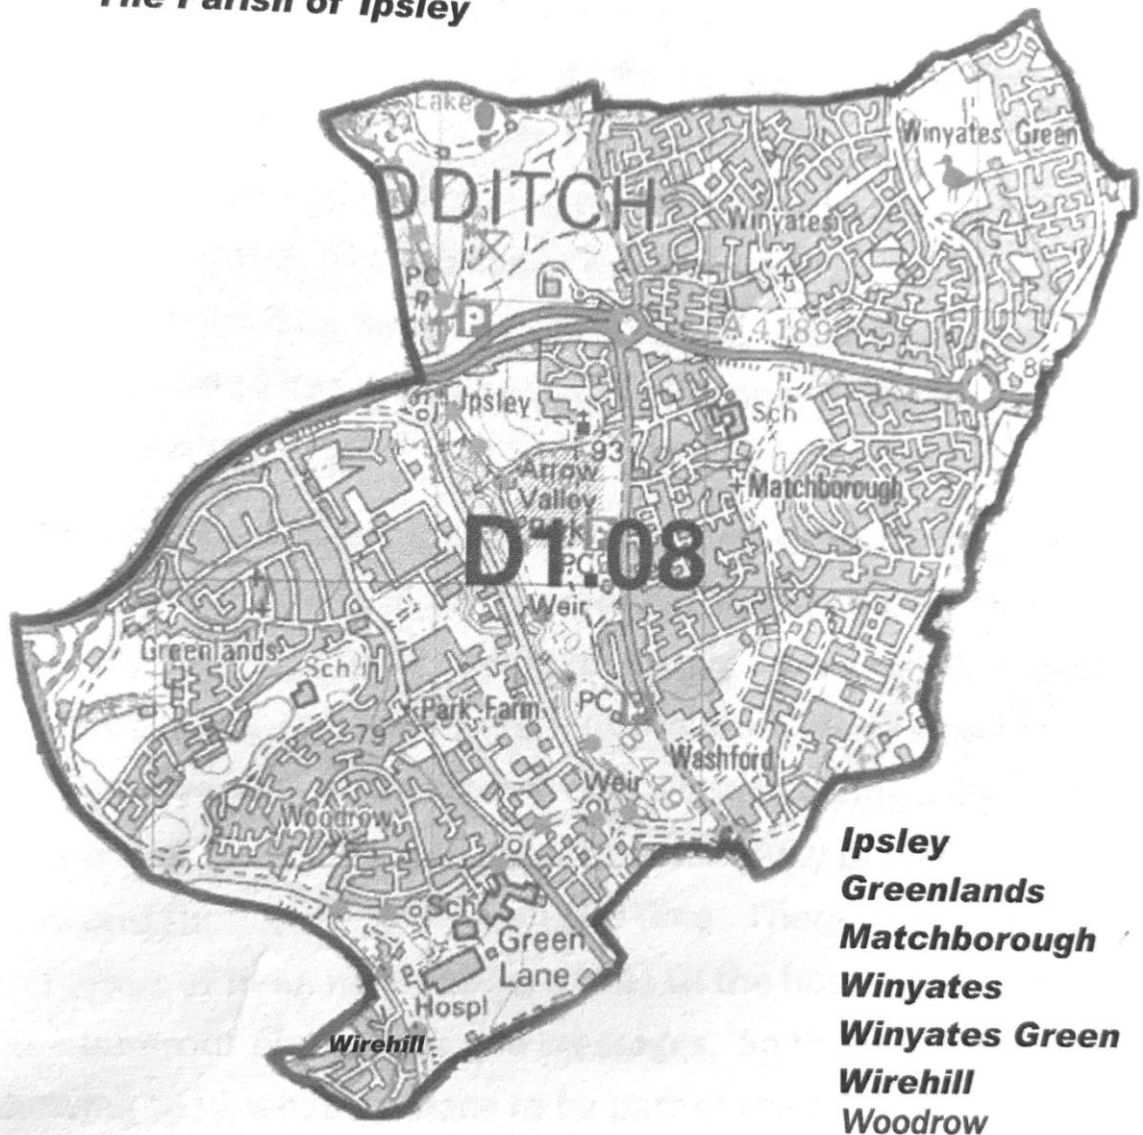 The Parish of Ipsley
Lake
Winyates Green
DDITCH
Winyates
PC
P
A4189
Ipsley
Sch
93
Arrow
Valley
Matchborough
D1.08
PC
Weir
Greenlands
Sch
PC
Park Farm
79
Washford
Weir
Woodrow
Sch
Green
Lane
Hospl
Wirehill
Ipsley
Greenlands
Matchborough
Winyates
Winyates Green
Wirehill
Woodrow